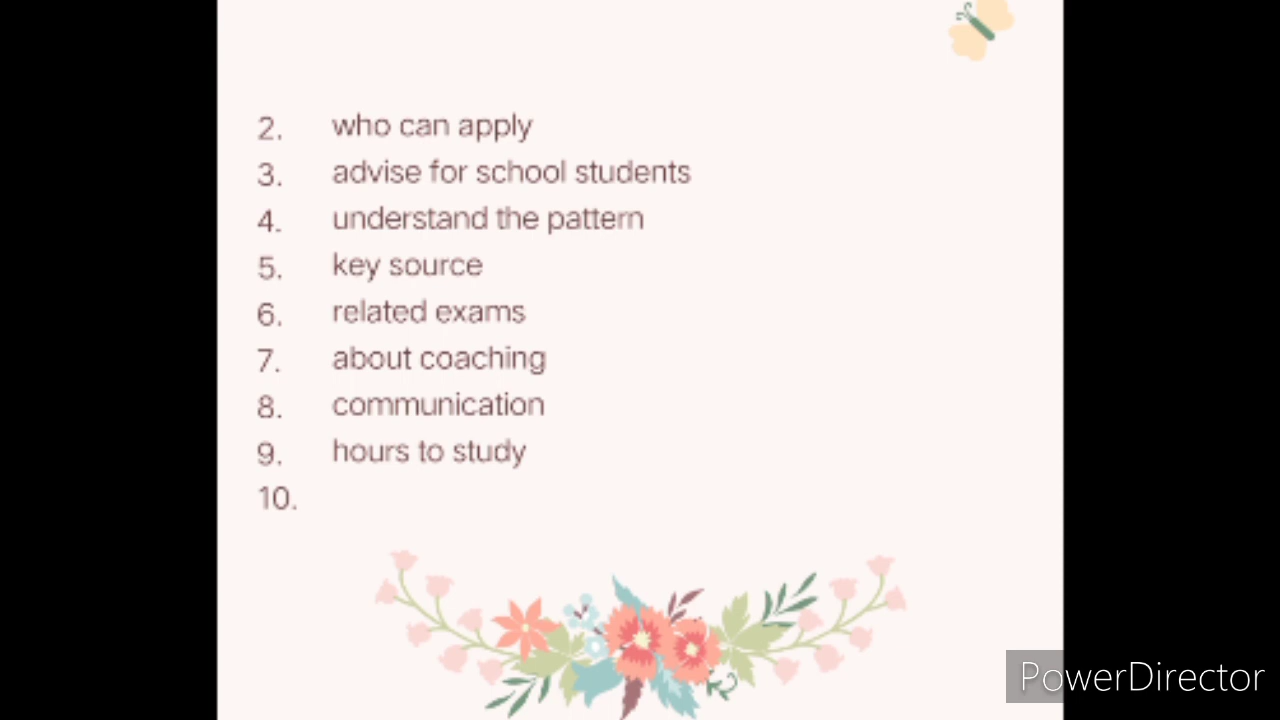 2. who can apply
3. advise for school students
4. understand the pattern
5. key source
6. related exams
7. about coaching
8. communication
9. hours to study
10.
PowerDirector